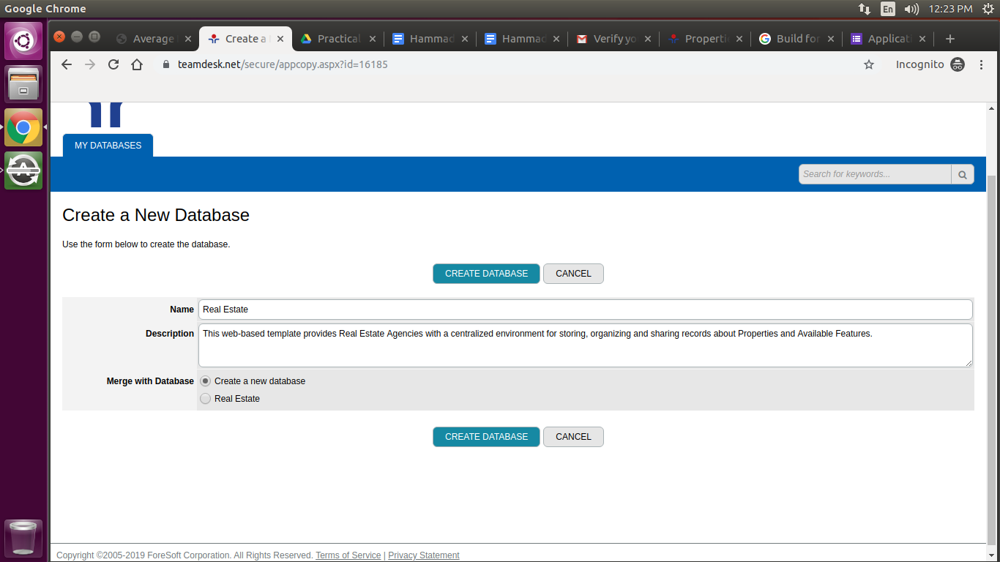 Google Chrome
En
12:23 PM
Average
Create a
Practical
Hammad
Hammad
Verify yo
Properti
Build for
Applicat
teamdesk.net/secure/appcopy.aspx?id=16185
Incognito
MY DATABASES
Search for keywords...
Create a New Database
Use the form below to create the database.
CREATE DATABASE
CANCEL
Name
Real Estate
Description
This web-based template provides Real Estate Agencies with a centralized environment for storing, organizing and sharing records about Properties and Available Features.
Merge with Database
Create a new database
Real Estate
CREATE DATABASE
CANCEL
Copyright ©2005-2019 ForeSoft Corporation. All Rights Reserved. Terms of Service | Privacy Statement